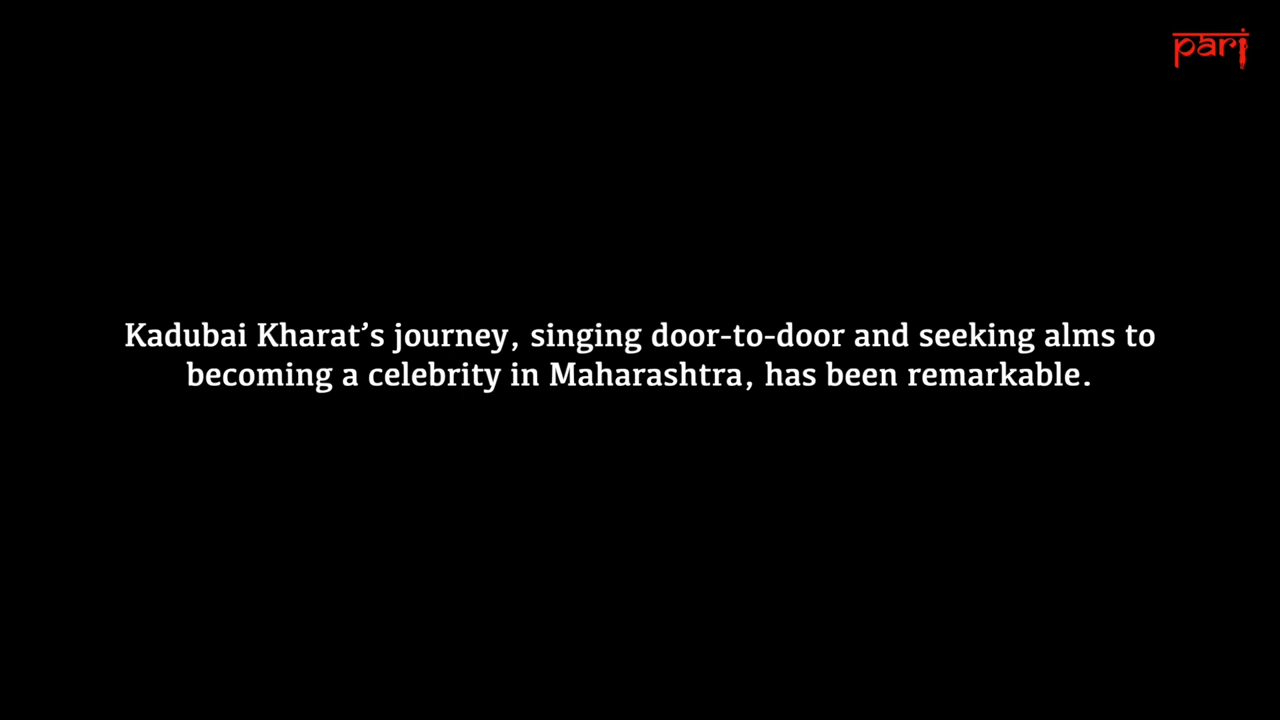 pari
Kadubai Kharat’s journey, singing door-to-door and seeking alms to
becoming a celebrity in Maharashtra, has been remarkable.